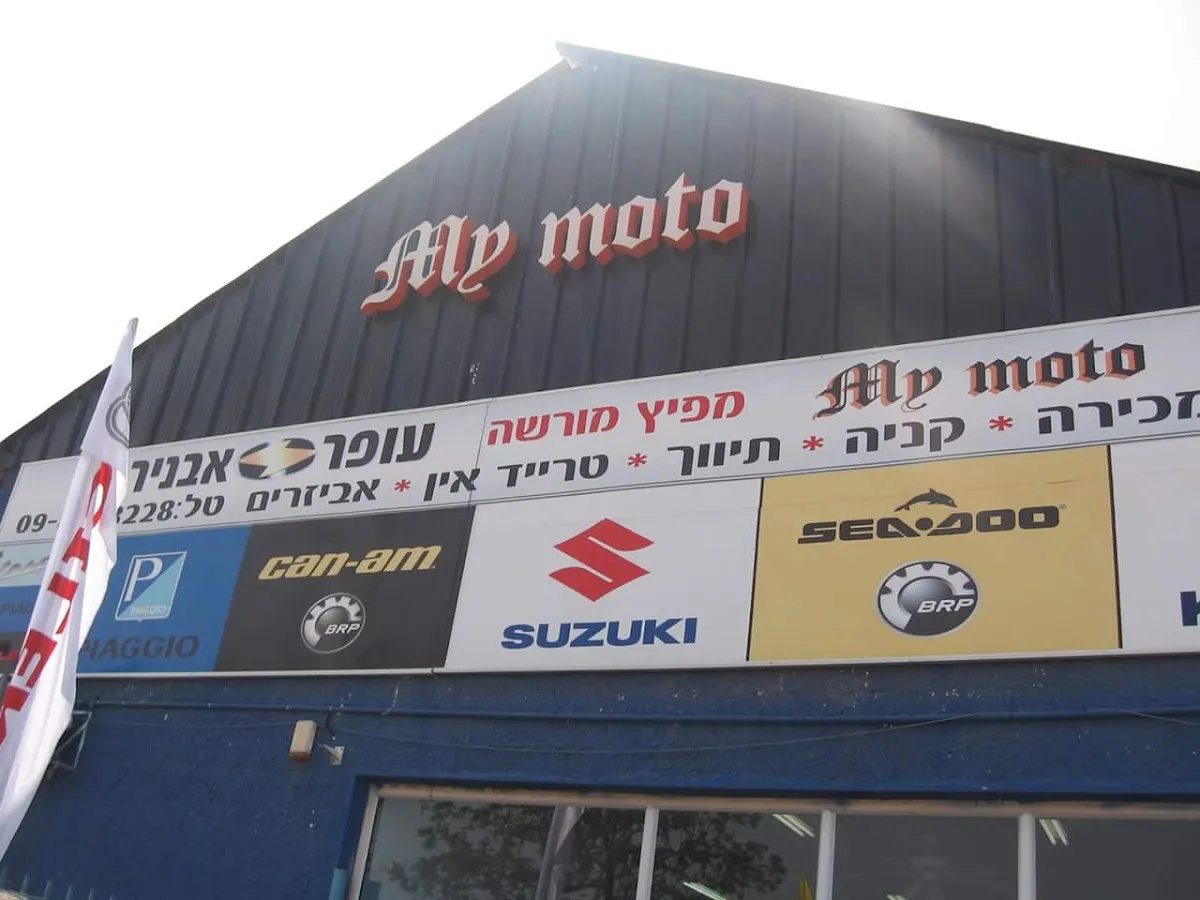 My moto
עופר אבניר
מפיץ מורשה
My moto
מכירה * קניה * תיווך * טרייד אין * אביזרים טל:
PIAGGIO
PIAGGIO
can-am
BRP
SUZUKI
SEA-DOO
BRP